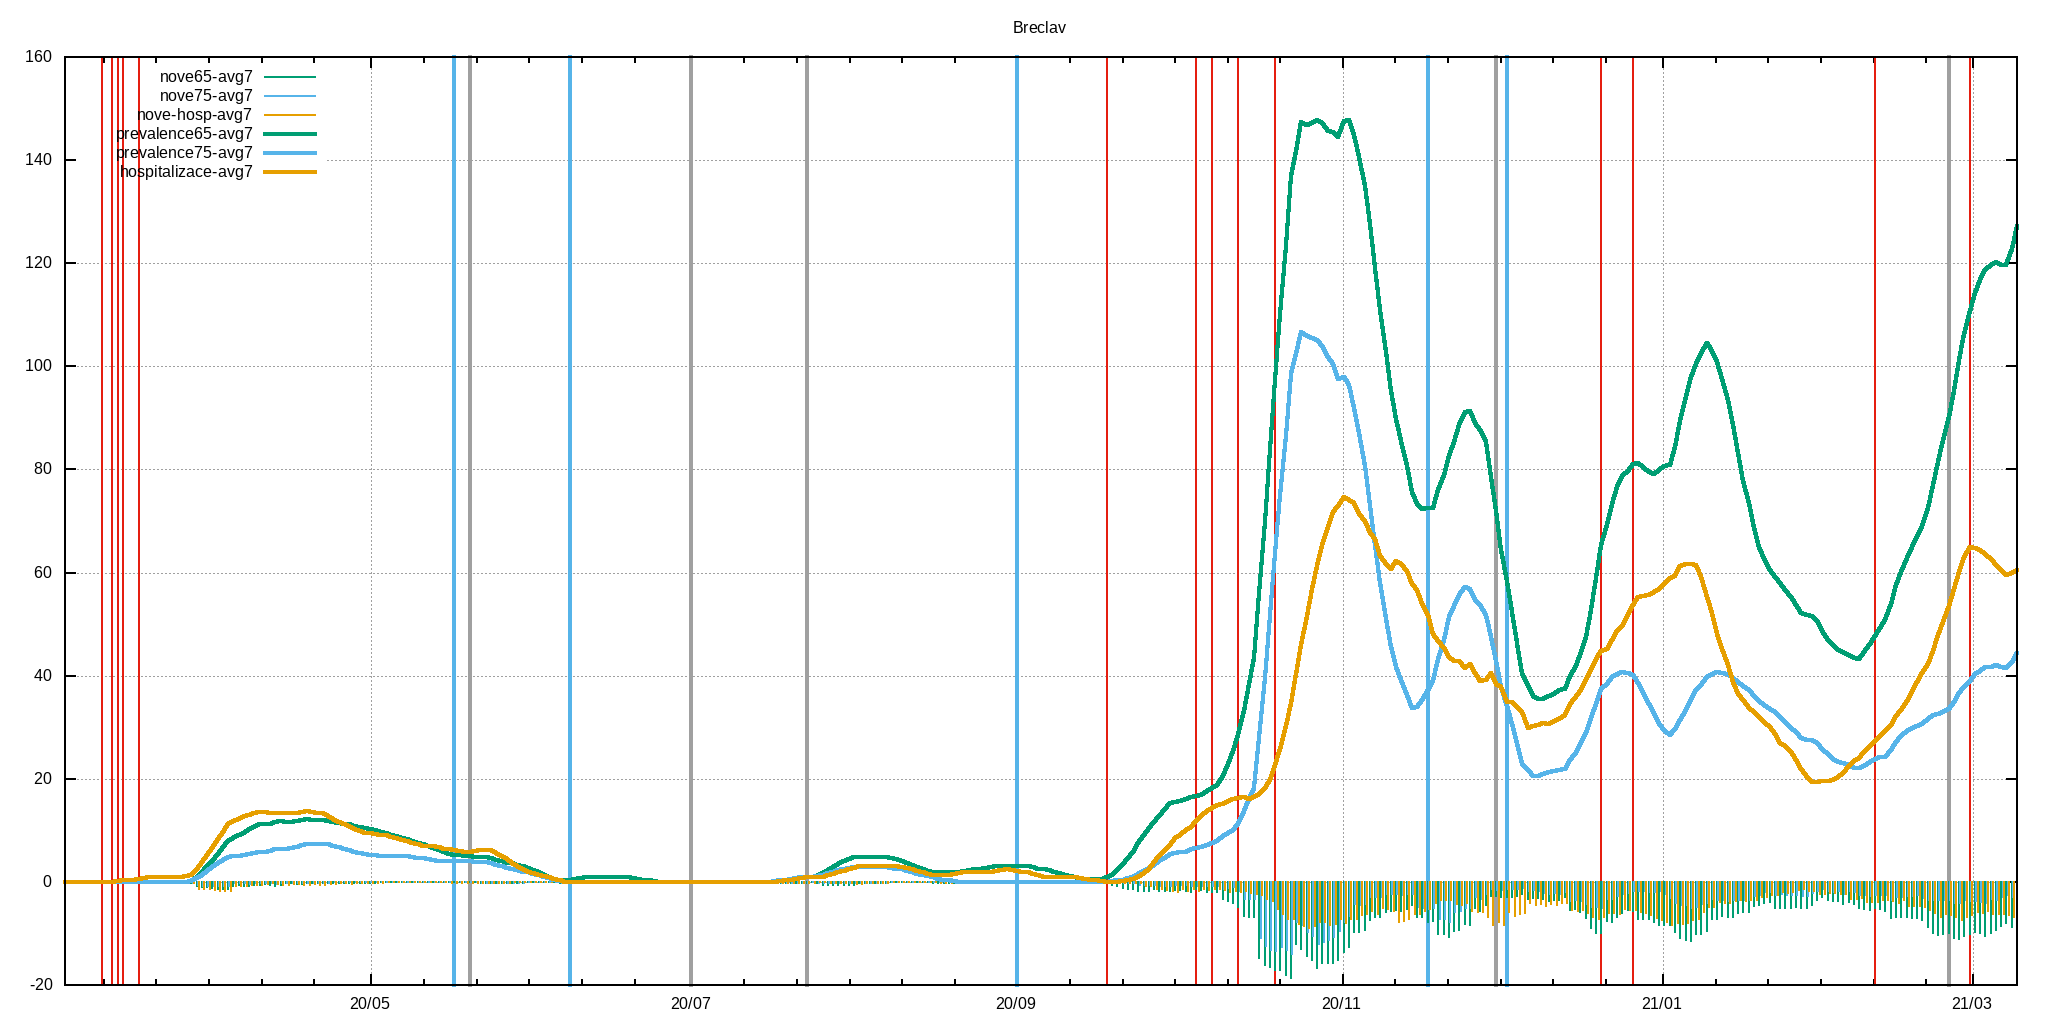 Breclav
160
140
120
100
80
60
40
20
0
-20
nove65-avg7
nove75-avg7
nove-hosp-avg7
prevalence65-avg7
prevalence75-avg7
hospitalizace-avg7
20/05
20/07
20/09
20/11
21/01
21/03